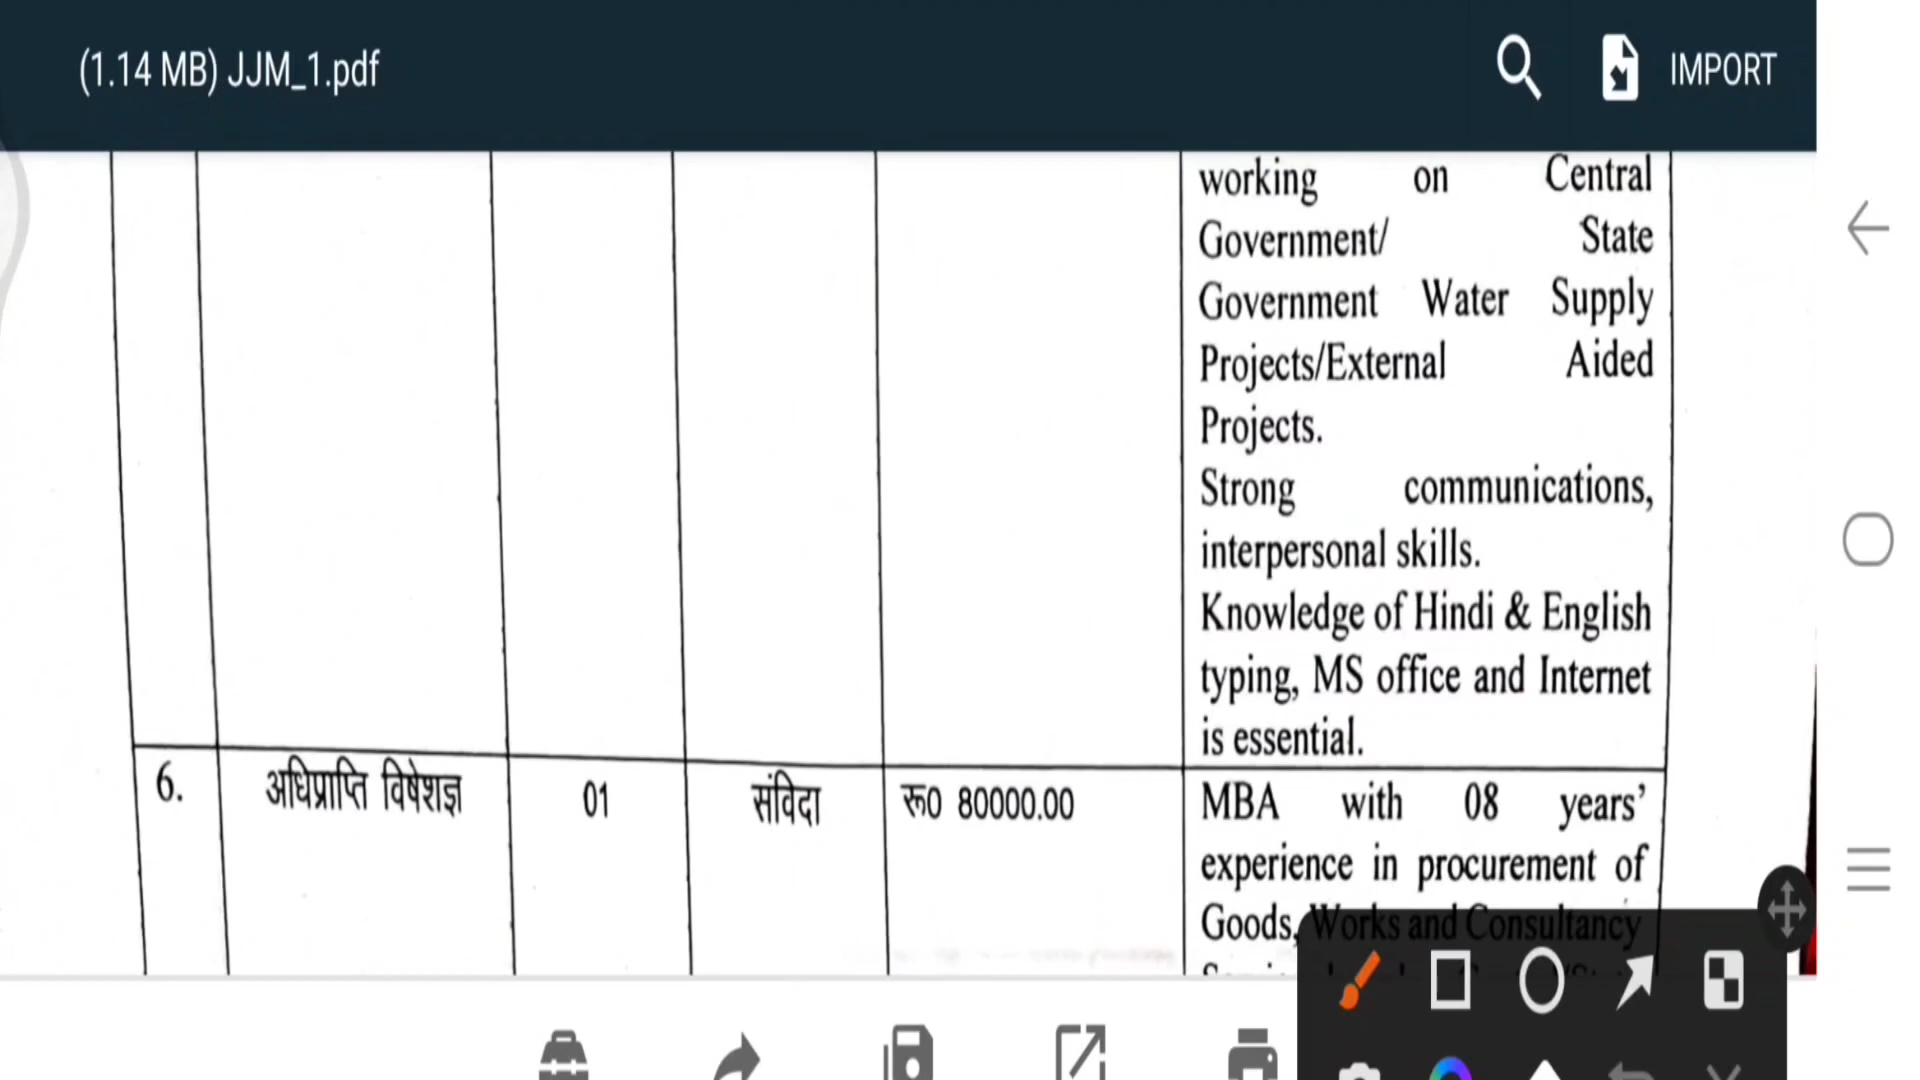 (1.14 MB) JJM_1.pdf
IMPORT
working on Central
Government/ State
Government Water Supply
Projects/External Aided
Projects.
Strong communications,
interpersonal skills.
Knowledge of Hindi & English
typing, MS office and Internet
is essential.
6. अधिप्राप्ति विषेशज्ञ 01 संविदा रू0 80000.00 MBA with 08 years’
experience in procurement of
Goods, Works and Consultancy